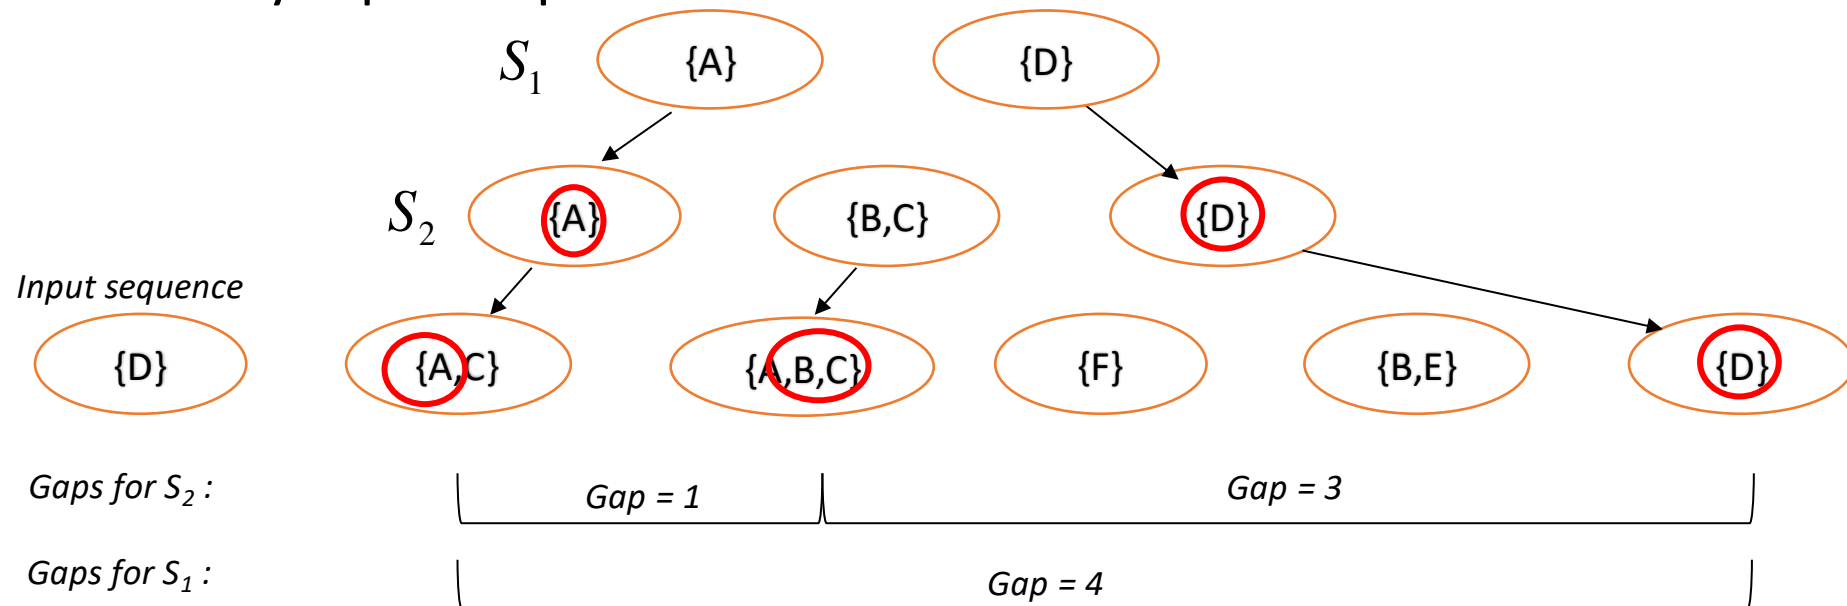 S₁ {A} {D}
S₂ {A} {B,C} {D}
Input sequence
{D} {A,C} {A,B,C} {F} {B,E} {D}
Gaps for S₂ : Gap = 1 Gap = 3
Gaps for S₁ : Gap = 4